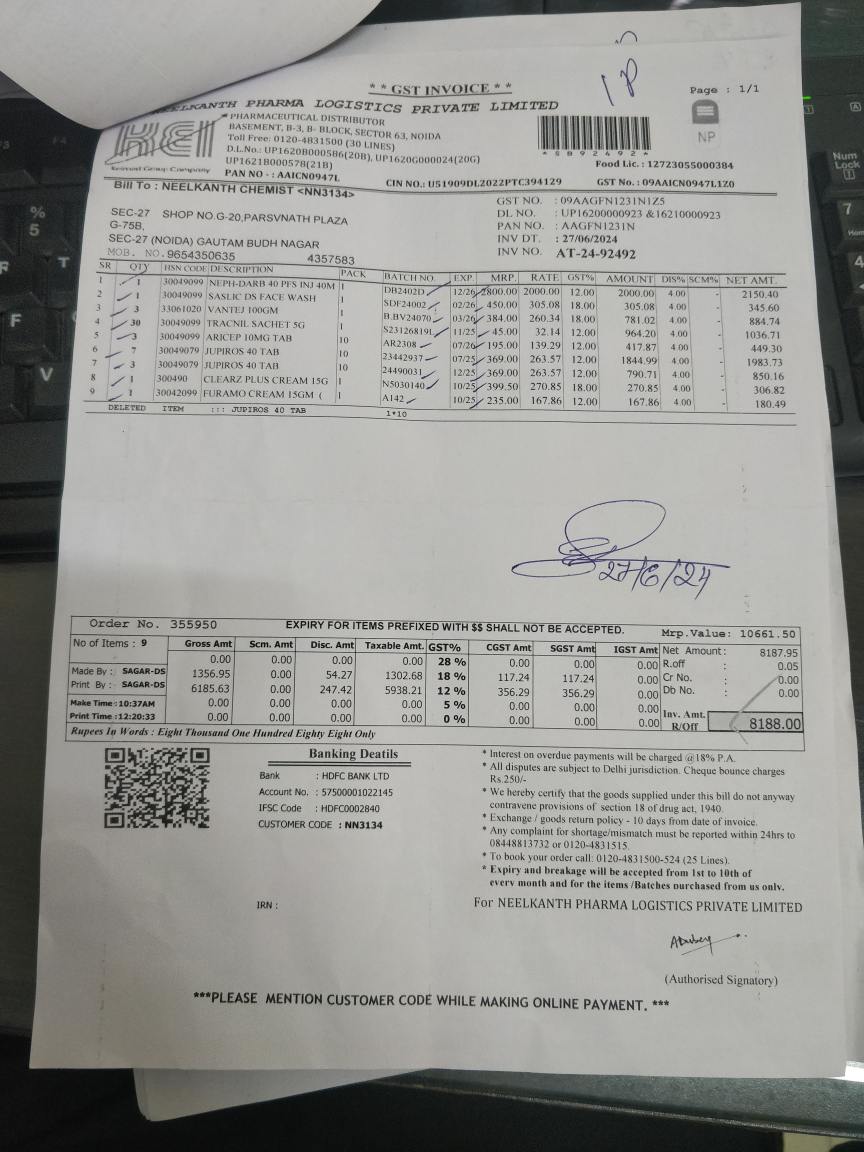 ** GST INVOICE **
Page : 1/1
NEELKANTH PHARMA LOGISTICS PRIVATE LIMITED
PHARMACEUTICAL DISTRIBUTOR
BASEMENT, B-3, B- BLOCK, SECTOR 63, NOIDA
Toll Free: 0120-4831500 (30 LINES)
D.L.No.: UP1620B000586(20B), UP1620G000024(20G)
UP1621B000578(21B)
PAN NO - : AAICN0947L
*5892492*
NP
Food Lic. : 12723055000384
CIN NO.: U51909DL2022PTC394129
GST No. : 09AAICN0947L1Z0
Bill To : NEELKANTH CHEMIST <NN3134>
SEC-27 SHOP NO.G-20,PARSVNATH PLAZA
G-75B,
SEC-27 (NOIDA) GAUTAM BUDH NAGAR
MOB. NO.9654350635 4357583
GST NO. : 09AAGFN1231N1Z5
DL NO. : UP16200000923 &16210000923
PAN NO. : AAGFN1231N
INV DT. : 27/06/2024
INV NO. AT-24-92492
SR QTY HSN CODE DESCRIPTION PACK BATCH NO. EXP. MRP. RATE GST% AMOUNT DIS% SCM% NET AMT.
1 1 30049099 NEPH-DARB 40 PFS INJ 40M 1 DB2402D 12/26 2800.00 2000.00 12.00 2000.00 4.00 - 2150.40
2 1 30049099 SASLIC DS FACE WASH 1 SDF24002 02/26 450.00 305.08 18.00 305.08 4.00 - 345.60
3 3 33061020 VANTEJ 100GM 1 B.BV24070 03/26 384.00 260.34 18.00 781.02 4.00 - 884.74
4 30 30049099 TRACNIL SACHET 5G 1 S23126819L 11/25 45.00 32.14 12.00 964.20 4.00 - 1036.71
5 3 30049099 ARICEP 10MG TAB 10 AR2308 07/26 195.00 139.29 12.00 417.87 4.00 - 449.30
6 7 30049079 JUPIROS 40 TAB 10 23442937 07/25 369.00 263.57 12.00 1844.99 4.00 - 1983.73
7 3 30049079 JUPIROS 40 TAB 10 24490031 12/25 369.00 263.57 12.00 790.71 4.00 - 850.16
8 1 300490 CLEARZ PLUS CREAM 15G 1 N5030140 10/25 399.50 270.85 18.00 270.85 4.00 - 306.82
9 1 30042099 FURAMO CREAM 15GM ( 1 A142 10/25 235.00 167.86 12.00 167.86 4.00 - 180.49
DELETED ITEM ::: JUPIROS 40 TAB 1*10
27/6/24
Order No. 355950 EXPIRY FOR ITEMS PREFIXED WITH $$ SHALL NOT BE ACCEPTED. Mrp.Value: 10661.50
No of Items : 9 Gross Amt Scm. Amt Disc. Amt Taxable Amt. GST% CGST Amt SGST Amt IGST Amt Net Amount: 8187.95
0.00 0.00 0.00 0.00 28 % 0.00 0.00 0.00 R.off : 0.05
Made By : SAGAR-DS 1356.95 0.00 54.27 1302.68 18 % 117.24 117.24 0.00 Cr No. : 0.00
Print By : SAGAR-DS 6185.63 0.00 247.42 5938.21 12 % 356.29 356.29 0.00 Db No. : 0.00
Make Time :10:37AM 0.00 0.00 0.00 0.00 5 % 0.00 0.00 0.00
Print Time :12:20:33 0.00 0.00 0.00 0.00 0 % 0.00 0.00 0.00 Inv. Amt. R/Off 8188.00
Rupees In Words : Eight Thousand One Hundred Eighty Eight Only
Banking Deatils
Bank : HDFC BANK LTD
Account No. : 57500001022145
IFSC Code : HDFC0002840
CUSTOMER CODE : NN3134
* Interest on overdue payments will be charged @18% P.A.
* All disputes are subject to Delhi jurisdiction. Cheque bounce charges
Rs.250/-
* We hereby certify that the goods supplied under this bill do not anyway
contravene provisions of section 18 of drug act, 1940.
* Exchange / goods return policy - 10 days from date of invoice.
* Any complaint for shortage/mismatch must be reported within 24hrs to
08448813732 or 0120-4831515.
* To book your order call: 0120-4831500-524 (25 Lines).
* Expiry and breakage will be accepted from 1st to 10th of
every month and for the items /Batches purchased from us only.
IRN :
For NEELKANTH PHARMA LOGISTICS PRIVATE LIMITED
(Authorised Signatory)
***PLEASE MENTION CUSTOMER CODE WHILE MAKING ONLINE PAYMENT. ***